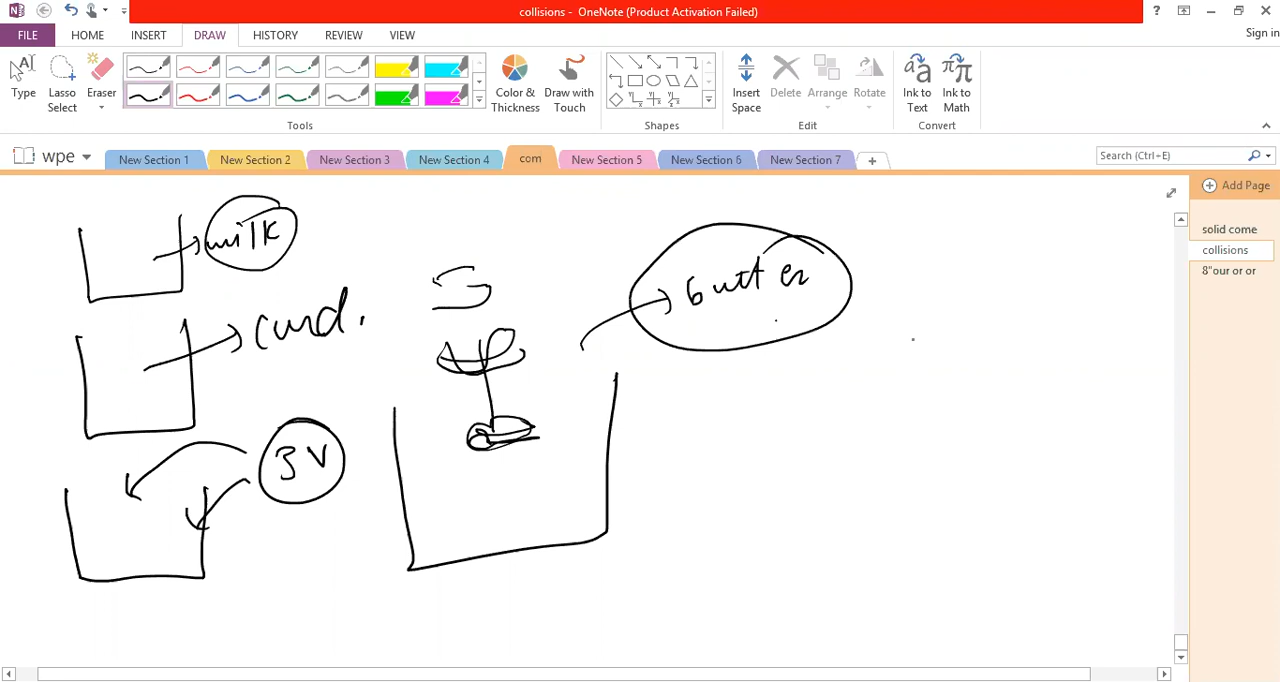 collisions - OneNote (Product Activation Failed)
Sign in
FILE HOME INSERT DRAW HISTORY REVIEW VIEW
Type
Lasso Select
Eraser
Color & Thickness
Draw with Touch
Insert Space
Delete
Arrange
Rotate
Ink to Text
Ink to Math
Tools
Shapes
Edit
Convert
wpe
New Section 1
New Section 2
New Section 3
New Section 4
com
New Section 5
New Section 6
New Section 7
Search (Ctrl+E)
Add Page
solid come
collisions
8"our or or
milk
curd.
3V
butter